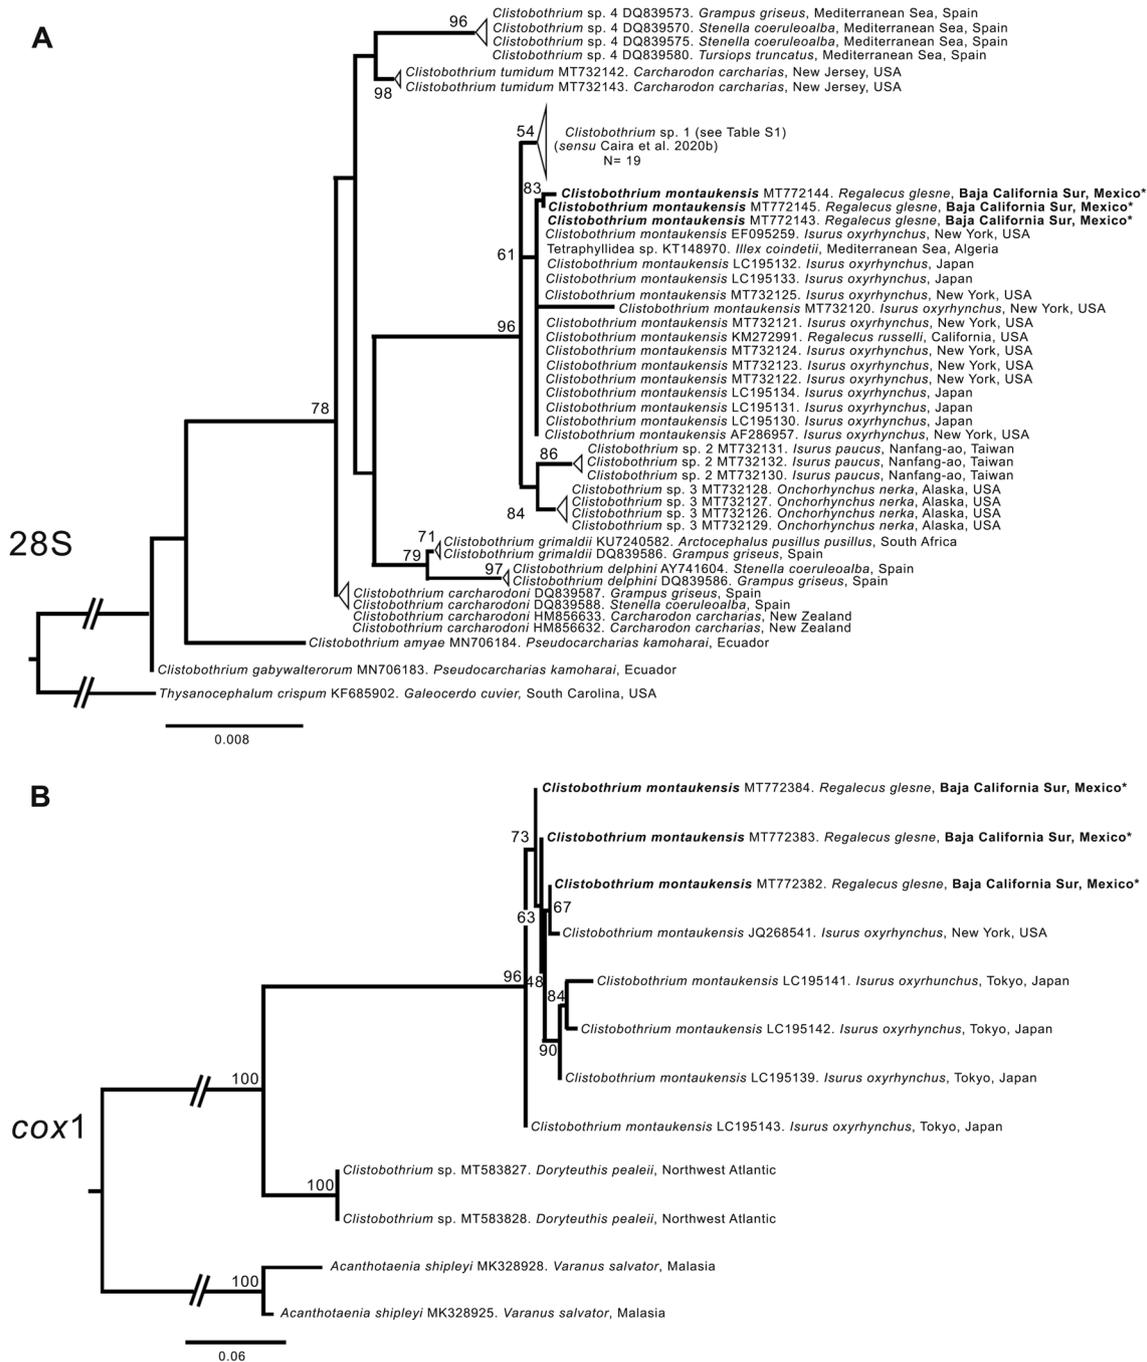 A
96
Clistobothrium sp. 4 DQ839573. Grampus griseus, Mediterranean Sea, Spain
Clistobothrium sp. 4 DQ839570. Stenella coeruleoalba, Mediterranean Sea, Spain
Clistobothrium sp. 4 DQ839575. Stenella coeruleoalba, Mediterranean Sea, Spain
Clistobothrium sp. 4 DQ839580. Tursiops truncatus, Mediterranean Sea, Spain
98
Clistobothrium tumidum MT732142. Carcharodon carcharias, New Jersey, USA
Clistobothrium tumidum MT732143. Carcharodon carcharias, New Jersey, USA
54
Clistobothrium sp. 1 (see Table S1)
(sensu Caira et al. 2020b)
N= 19
83
Clistobothrium montaukensis MT772144. Regalecus glesne, Baja California Sur, Mexico*
Clistobothrium montaukensis MT772145. Regalecus glesne, Baja California Sur, Mexico*
Clistobothrium montaukensis MT772143. Regalecus glesne, Baja California Sur, Mexico*
Clistobothrium montaukensis EF095259. Isurus oxyrhynchus, New York, USA
61
Tetraphyllidea sp. KT148970. Illex coindetii, Mediterranean Sea, Algeria
Clistobothrium montaukensis LC195132. Isurus oxyrhynchus, Japan
Clistobothrium montaukensis LC195133. Isurus oxyrhynchus, Japan
Clistobothrium montaukensis MT732125. Isurus oxyrhynchus, New York, USA
Clistobothrium montaukensis MT732120. Isurus oxyrhynchus, New York, USA
96
Clistobothrium montaukensis MT732121. Isurus oxyrhynchus, New York, USA
Clistobothrium montaukensis KM272991. Regalecus russelli, California, USA
Clistobothrium montaukensis MT732124. Isurus oxyrhynchus, New York, USA
Clistobothrium montaukensis MT732123. Isurus oxyrhynchus, New York, USA
Clistobothrium montaukensis MT732122. Isurus oxyrhynchus, New York, USA
Clistobothrium montaukensis LC195134. Isurus oxyrhynchus, Japan
Clistobothrium montaukensis LC195131. Isurus oxyrhynchus, Japan
Clistobothrium montaukensis LC195130. Isurus oxyrhynchus, Japan
Clistobothrium montaukensis AF286957. Isurus oxyrhynchus, New York, USA
78
86
Clistobothrium sp. 2 MT732131. Isurus paucus, Nanfang-ao, Taiwan
Clistobothrium sp. 2 MT732132. Isurus paucus, Nanfang-ao, Taiwan
Clistobothrium sp. 2 MT732130. Isurus paucus, Nanfang-ao, Taiwan
84
Clistobothrium sp. 3 MT732128. Onchorhynchus nerka, Alaska, USA
Clistobothrium sp. 3 MT732127. Onchorhynchus nerka, Alaska, USA
Clistobothrium sp. 3 MT732126. Onchorhynchus nerka, Alaska, USA
Clistobothrium sp. 3 MT732129. Onchorhynchus nerka, Alaska, USA
28S
71
Clistobothrium grimaldii KU7240582. Arctocephalus pusillus pusillus, South Africa
Clistobothrium grimaldii DQ839586. Grampus griseus, Spain
79
97
Clistobothrium delphini AY741604. Stenella coeruleoalba, Spain
Clistobothrium delphini DQ839586. Grampus griseus, Spain
Clistobothrium carcharodoni DQ839587. Grampus griseus, Spain
Clistobothrium carcharodoni DQ839588. Stenella coeruleoalba, Spain
Clistobothrium carcharodoni HM856633. Carcharodon carcharias, New Zealand
Clistobothrium carcharodoni HM856632. Carcharodon carcharias, New Zealand
Clistobothrium amyae MN706184. Pseudocarcharias kamoharai, Ecuador
Clistobothrium gabywalterorum MN706183. Pseudocarcharias kamoharai, Ecuador
Thysanocephalum crispum KF685902. Galeocerdo cuvier, South Carolina, USA
0.008
B
Clistobothrium montaukensis MT772384. Regalecus glesne, Baja California Sur, Mexico*
73
Clistobothrium montaukensis MT772383. Regalecus glesne, Baja California Sur, Mexico*
Clistobothrium montaukensis MT772382. Regalecus glesne, Baja California Sur, Mexico*
67
63
Clistobothrium montaukensis JQ268541. Isurus oxyrhynchus, New York, USA
96
48
Clistobothrium montaukensis LC195141. Isurus oxyrhunchus, Tokyo, Japan
84
Clistobothrium montaukensis LC195142. Isurus oxyrhynchus, Tokyo, Japan
90
Clistobothrium montaukensis LC195139. Isurus oxyrhynchus, Tokyo, Japan
100
cox1
Clistobothrium montaukensis LC195143. Isurus oxyrhynchus, Tokyo, Japan
Clistobothrium sp. MT583827. Doryteuthis pealeii, Northwest Atlantic
100
Clistobothrium sp. MT583828. Doryteuthis pealeii, Northwest Atlantic
Acanthotaenia shipleyi MK328928. Varanus salvator, Malasia
100
Acanthotaenia shipleyi MK328925. Varanus salvator, Malasia
0.06